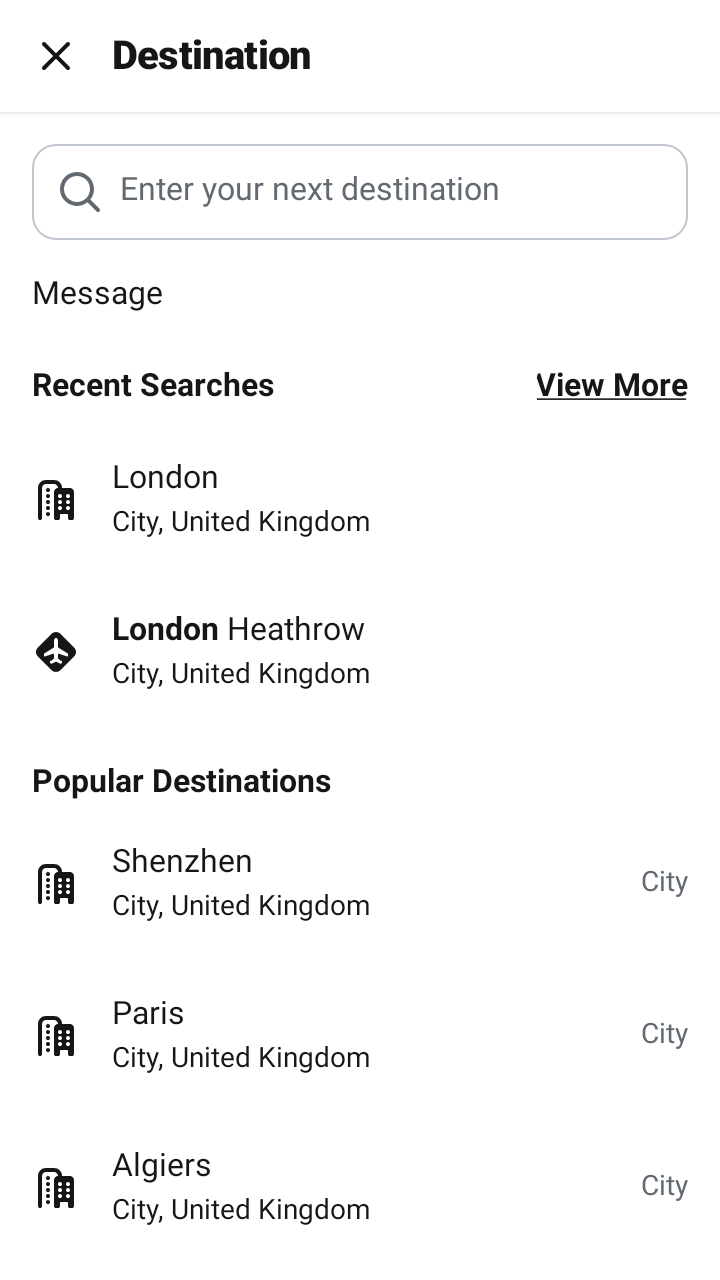 Destination
Enter your next destination
Message
Recent Searches
View More
London
City, United Kingdom
London Heathrow
City, United Kingdom
Popular Destinations
Shenzhen
City, United Kingdom
City
Paris
City, United Kingdom
City
Algiers
City, United Kingdom
City